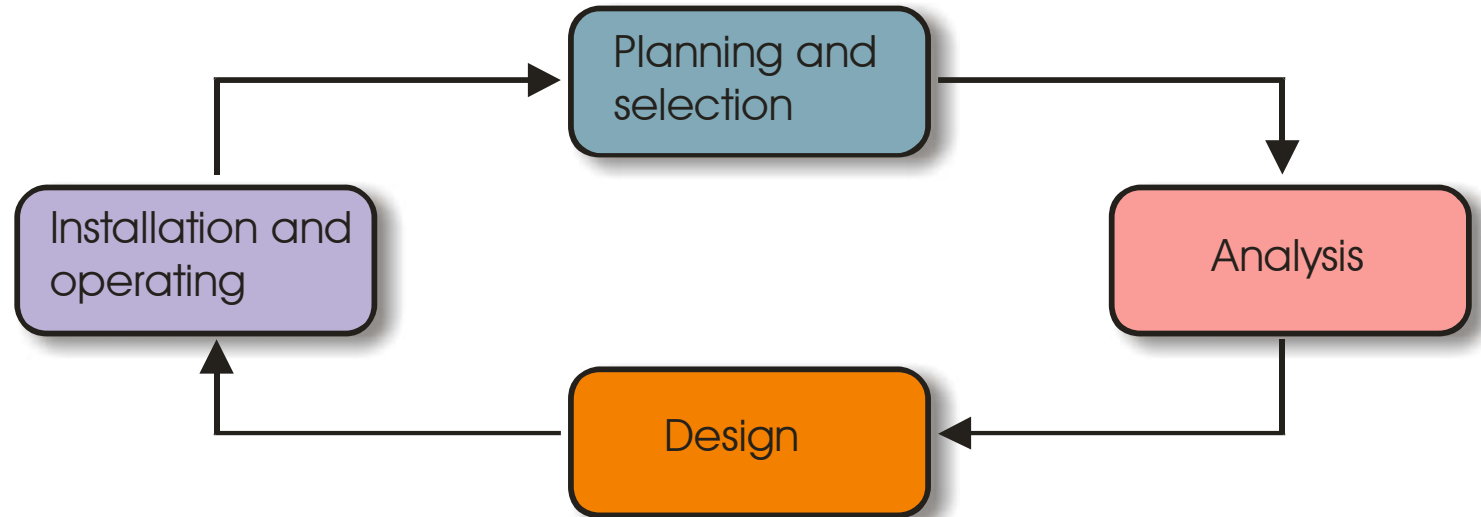 Planning and
selection
Installation and
operating
Analysis
Design